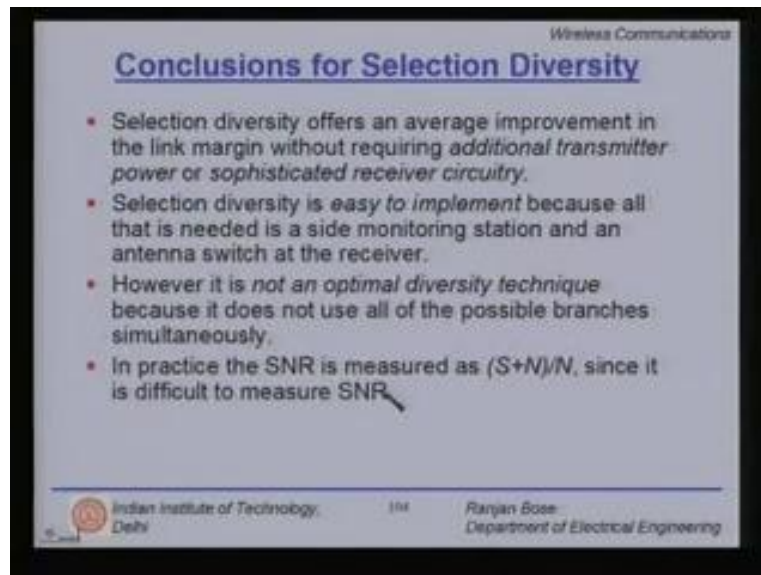 Wireless Communications
Conclusions for Selection Diversity
Selection diversity offers an average improvement in
the link margin without requiring additional transmitter
power or sophisticated receiver circuitry.
Selection diversity is easy to implement because all
that is needed is a side monitoring station and an
antenna switch at the receiver.
However it is not an optimal diversity technique
because it does not use all of the possible branches
simultaneously.
In practice the SNR is measured as (S+N)/N, since it
is difficult to measure SNR
Indian Institute of Technology,
Delhi
Ranjan Bose
Department of Electrical Engineering